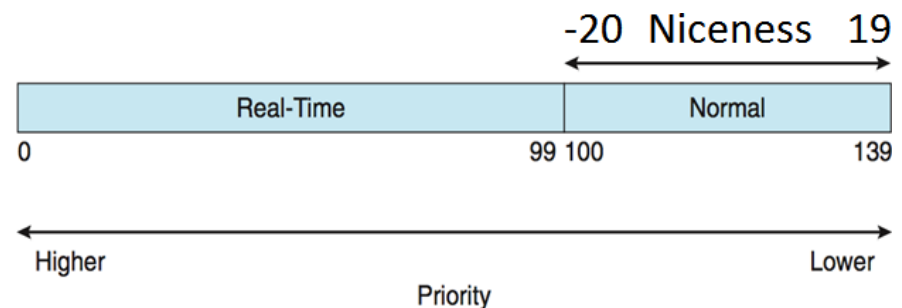 -20 Niceness 19
Real-Time Normal
0 99 100 139
Higher Lower
Priority